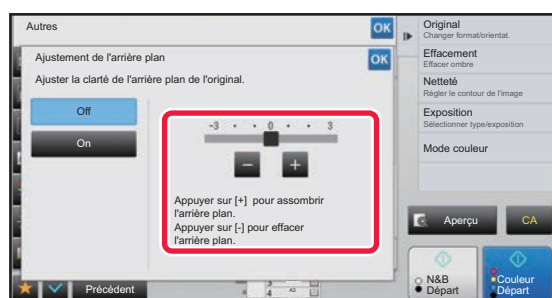 Autres
OK
Ajustement de l'arrière plan
OK
Ajuster la clarté de l'arrière plan de l'original.
Off
On
-3 • • 0 • • 3
− +
Appuyer sur [+] pour assombrir
l'arrière plan.
Appuyer sur [-] pour effacer
l'arrière plan.
Précédent
3
4 A3
Original
Changer format/orientat.
Effacement
Effacer ombre
Netteté
Régler le contour de l'image
Exposition
Sélectionner type/exposition
Mode couleur
Aperçu
CA
N&B
Départ
Couleur
Départ